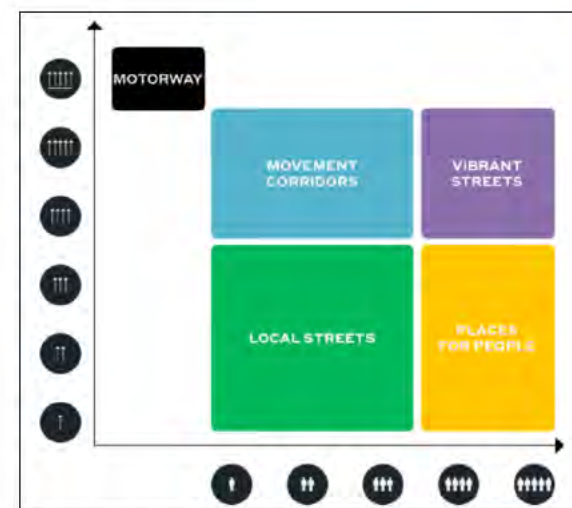 MOTORWAY
MOVEMENT
CORRIDORS
VIBRANT
STREETS
LOCAL STREETS
PLACES
FOR PEOPLE